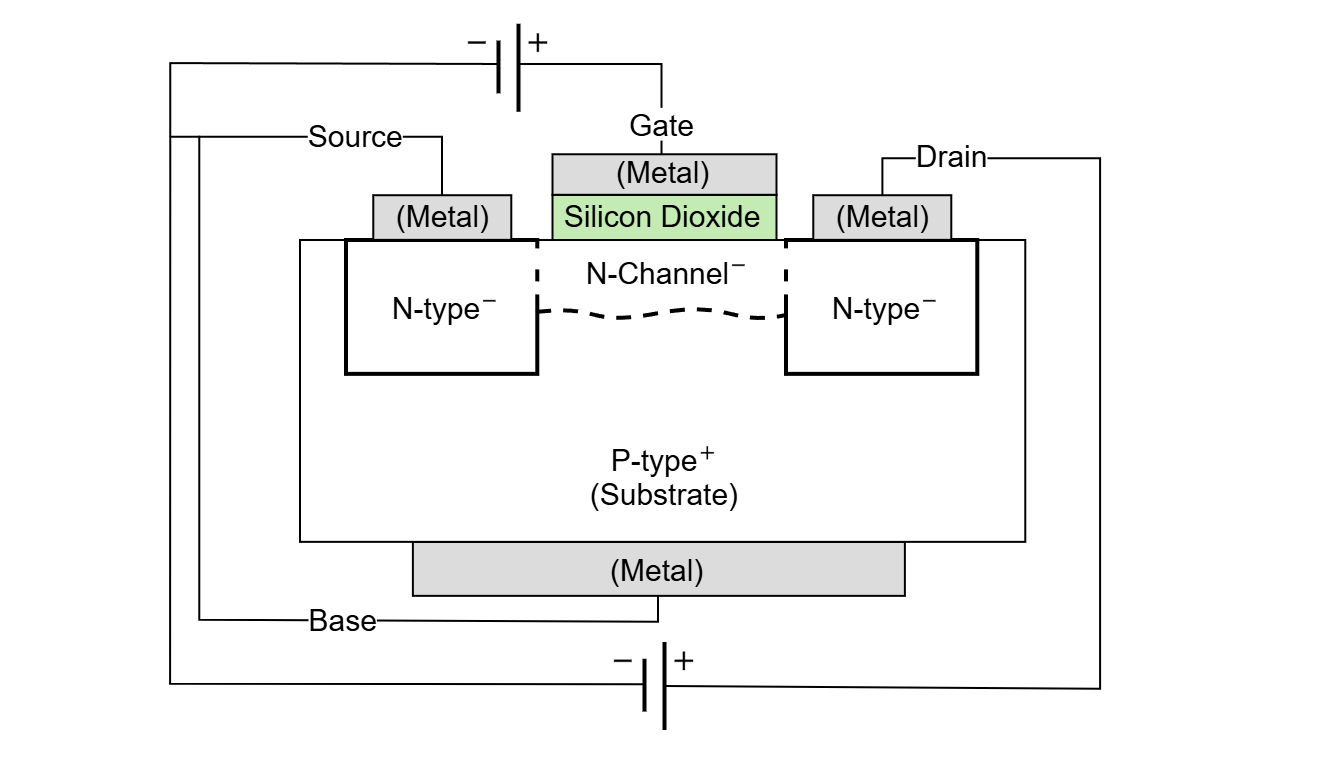 − +
Gate
Source
Drain
(Metal)
(Metal)
Silicon Dioxide
(Metal)
N-Channel⁻
N-type⁻
N-type⁻
P-type⁺
(Substrate)
(Metal)
Base
− +